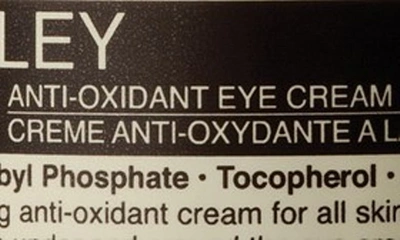 LEY
ANTI-OXIDANT EYE CREAM
CREME ANTI-OXYDANTE A L
byl Phosphate • Tocopherol •
g anti-oxidant cream for all skin